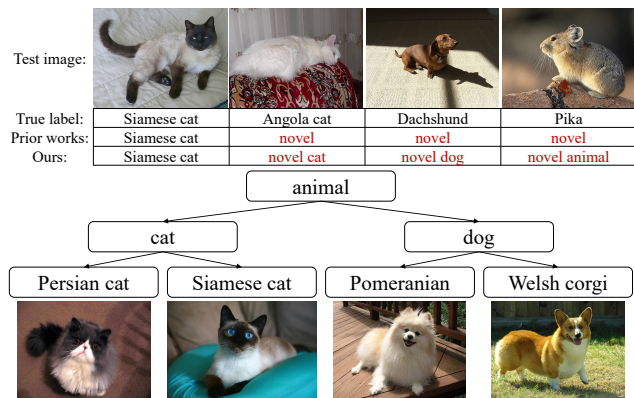 Test image:
True label: Siamese cat Angola cat Dachshund Pika
Prior works: Siamese cat novel novel novel
Ours: Siamese cat novel cat novel dog novel animal
animal
cat dog
Persian cat Siamese cat Pomeranian Welsh corgi